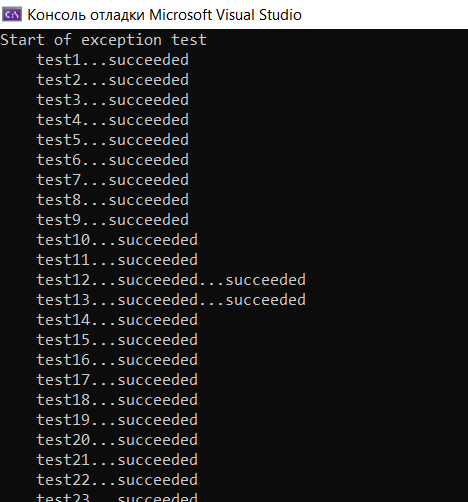 Консоль отладки Microsoft Visual Studio
Start of exception test
test1...succeeded
test2...succeeded
test3...succeeded
test4...succeeded
test5...succeeded
test6...succeeded
test7...succeeded
test8...succeeded
test9...succeeded
test10...succeeded
test11...succeeded
test12...succeeded...succeeded
test13...succeeded...succeeded
test14...succeeded
test15...succeeded
test16...succeeded
test17...succeeded
test18...succeeded
test19...succeeded
test20...succeeded
test21...succeeded
test22...succeeded
test23...succeeded